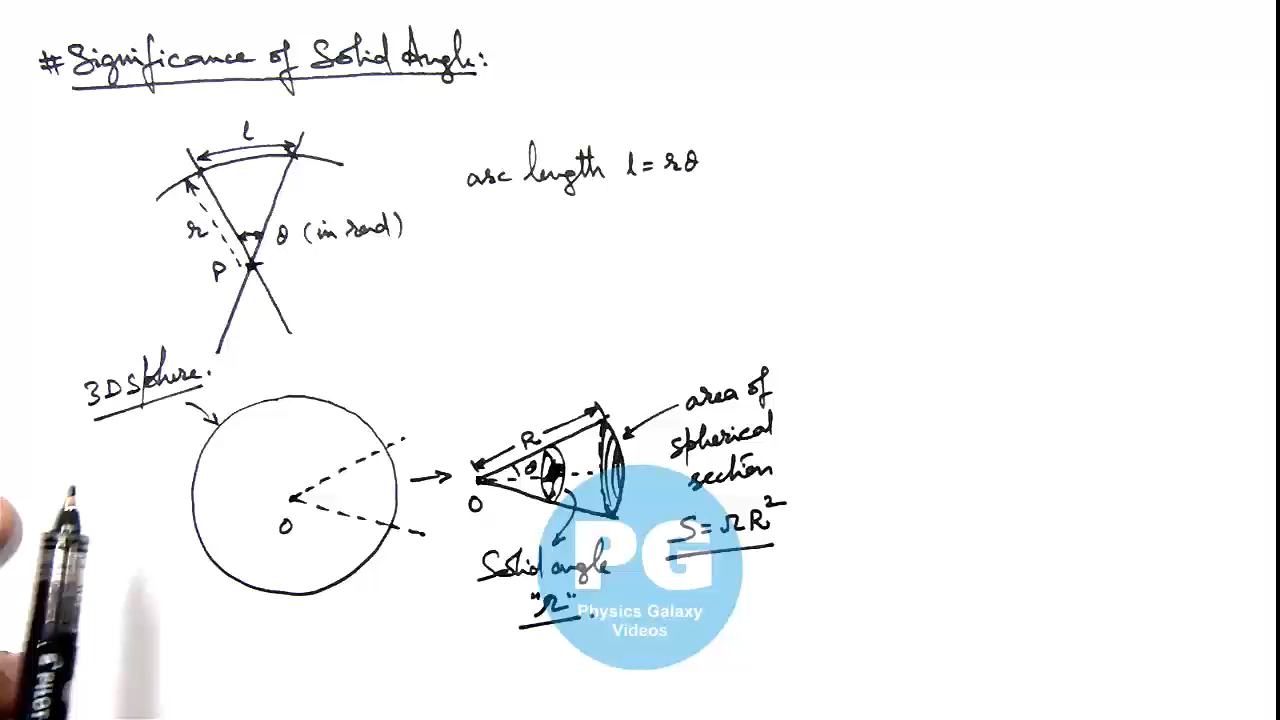 # Significance of Solid Angle:
l
arc length l = rθ
r
θ (in rad)
P
3D Sphere.
area of
spherical
section
S = ΩR²
R
θ
O
O
Solid angle
"Ω".
PG
Physics Galaxy
Videos